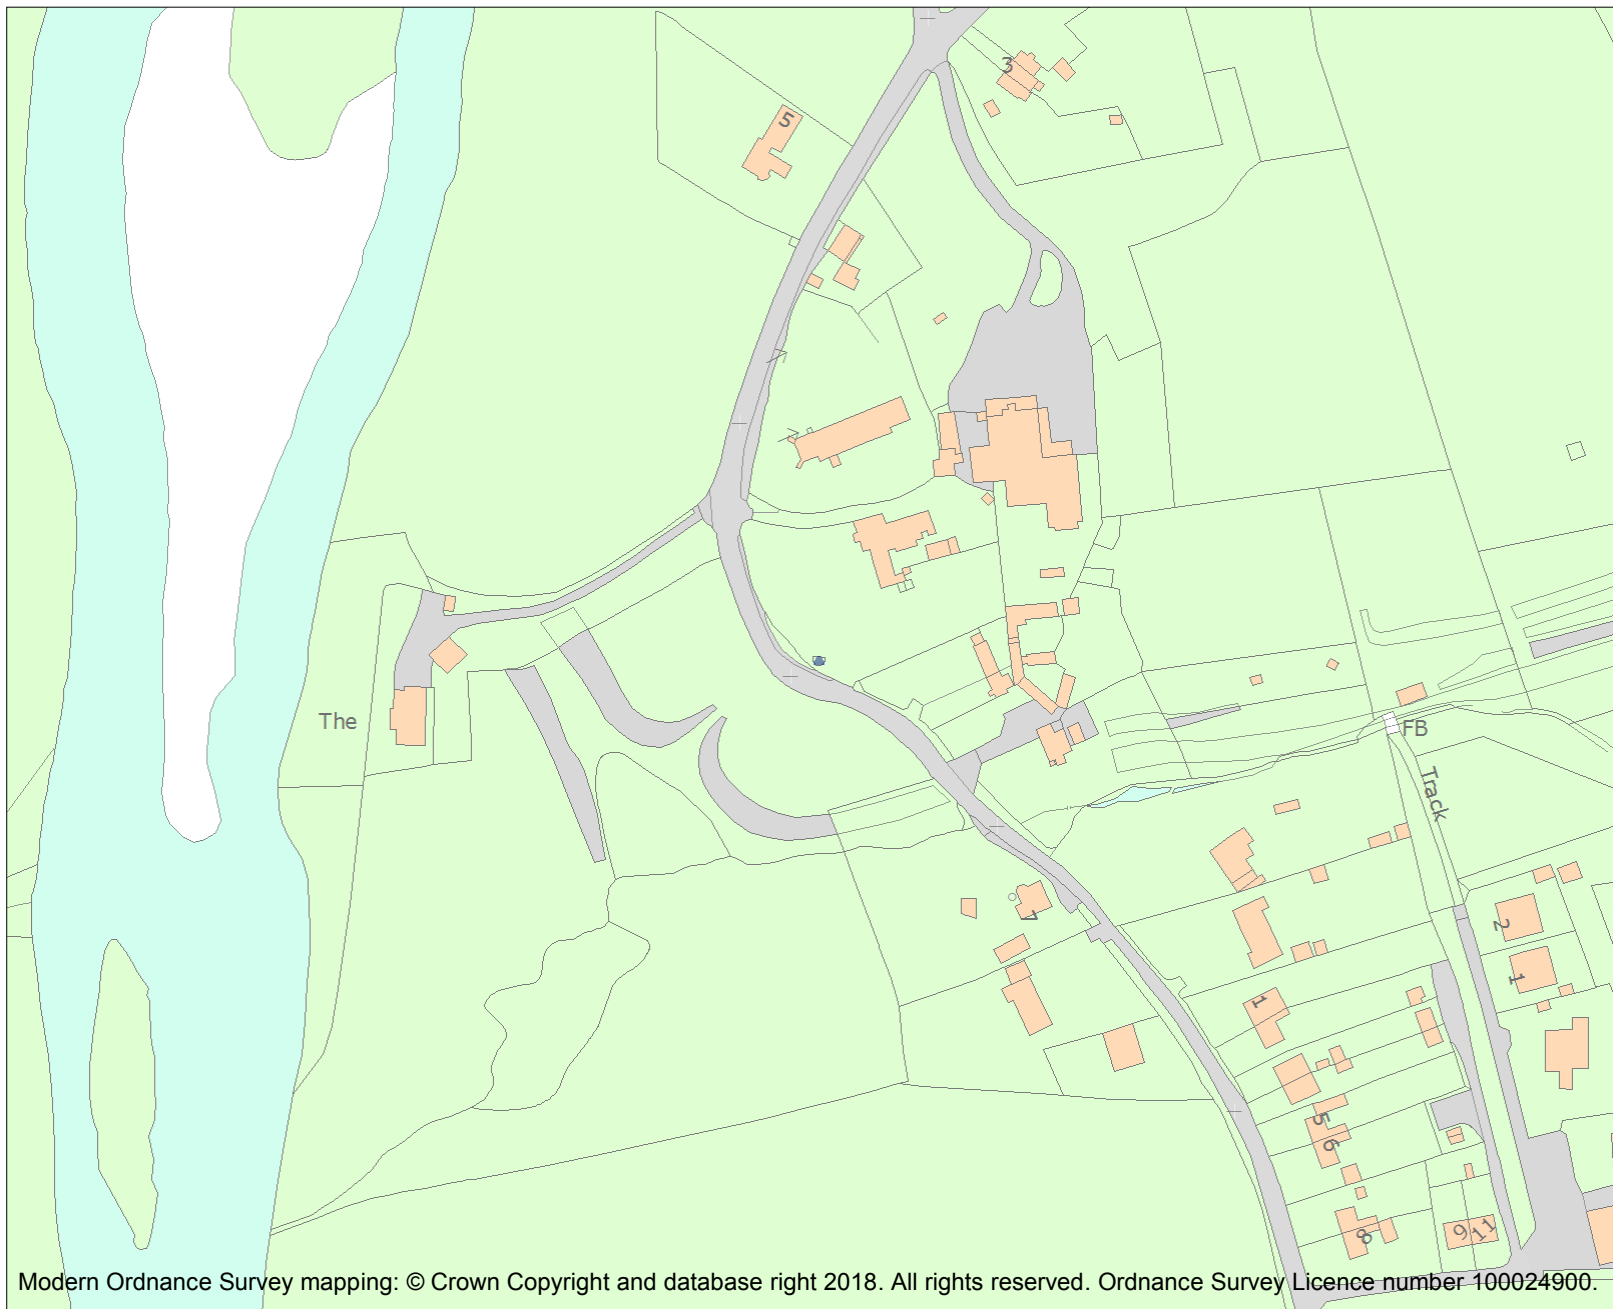 3
5
The
FB
Track
7
2
1
1
5
6
8
9
11
Modern Ordnance Survey mapping: © Crown Copyright and database right 2018. All rights reserved. Ordnance Survey Licence number 100024900.